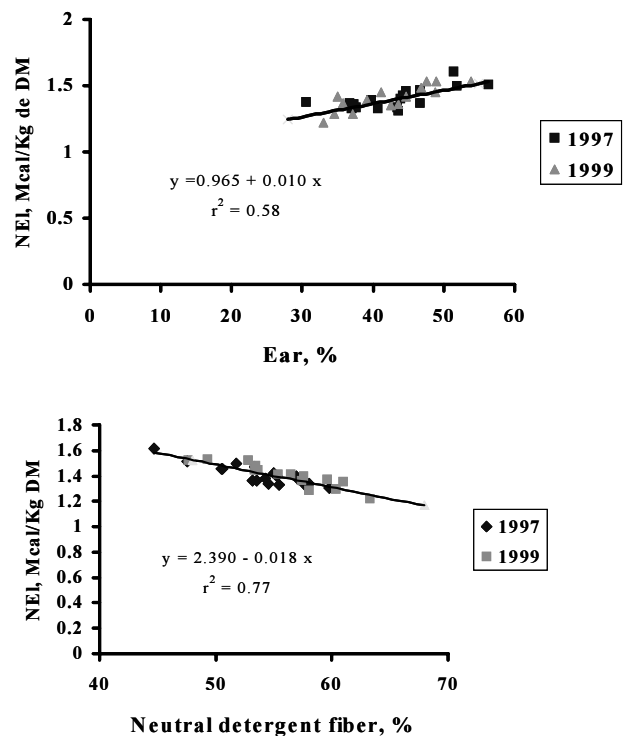 2
1.5
1
0.5
0
NEl, Mcal/Kg de DM
y =0.965 + 0.010 x
r² = 0.58
1997
1999
0 10 20 30 40 50 60
Ear, %
1.8
1.6
1.4
1.2
1
0.8
0.6
0.4
0.2
0
NEl, Mcal/Kg DM
y = 2.390 - 0.018 x
r² = 0.77
1997
1999
40 50 60 70
Neutral detergent fiber, %